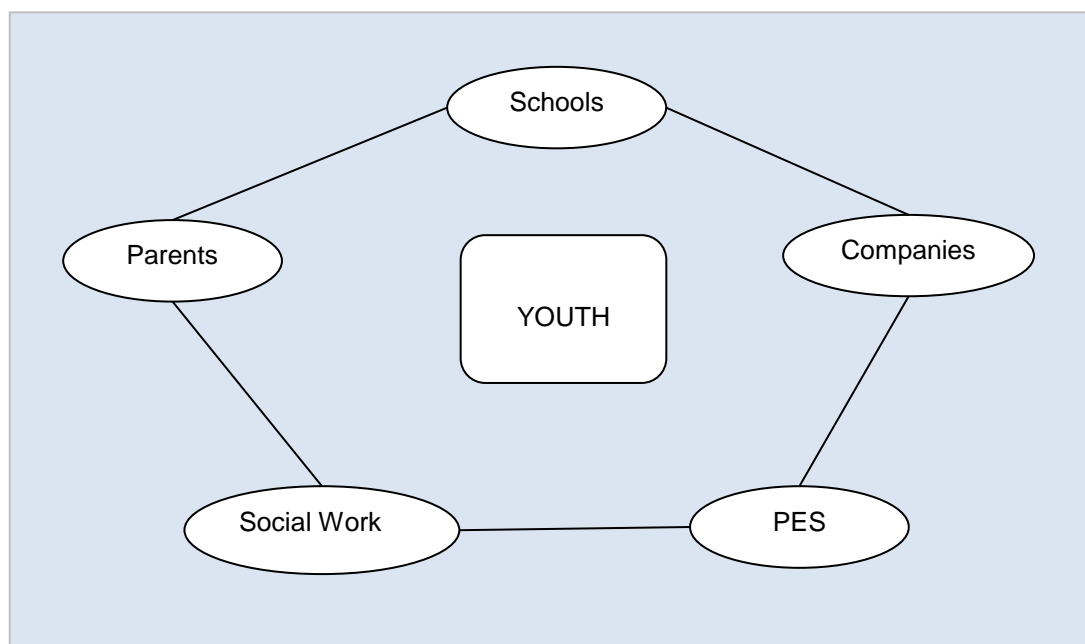 Schools
Parents
Companies
YOUTH
Social Work
PES